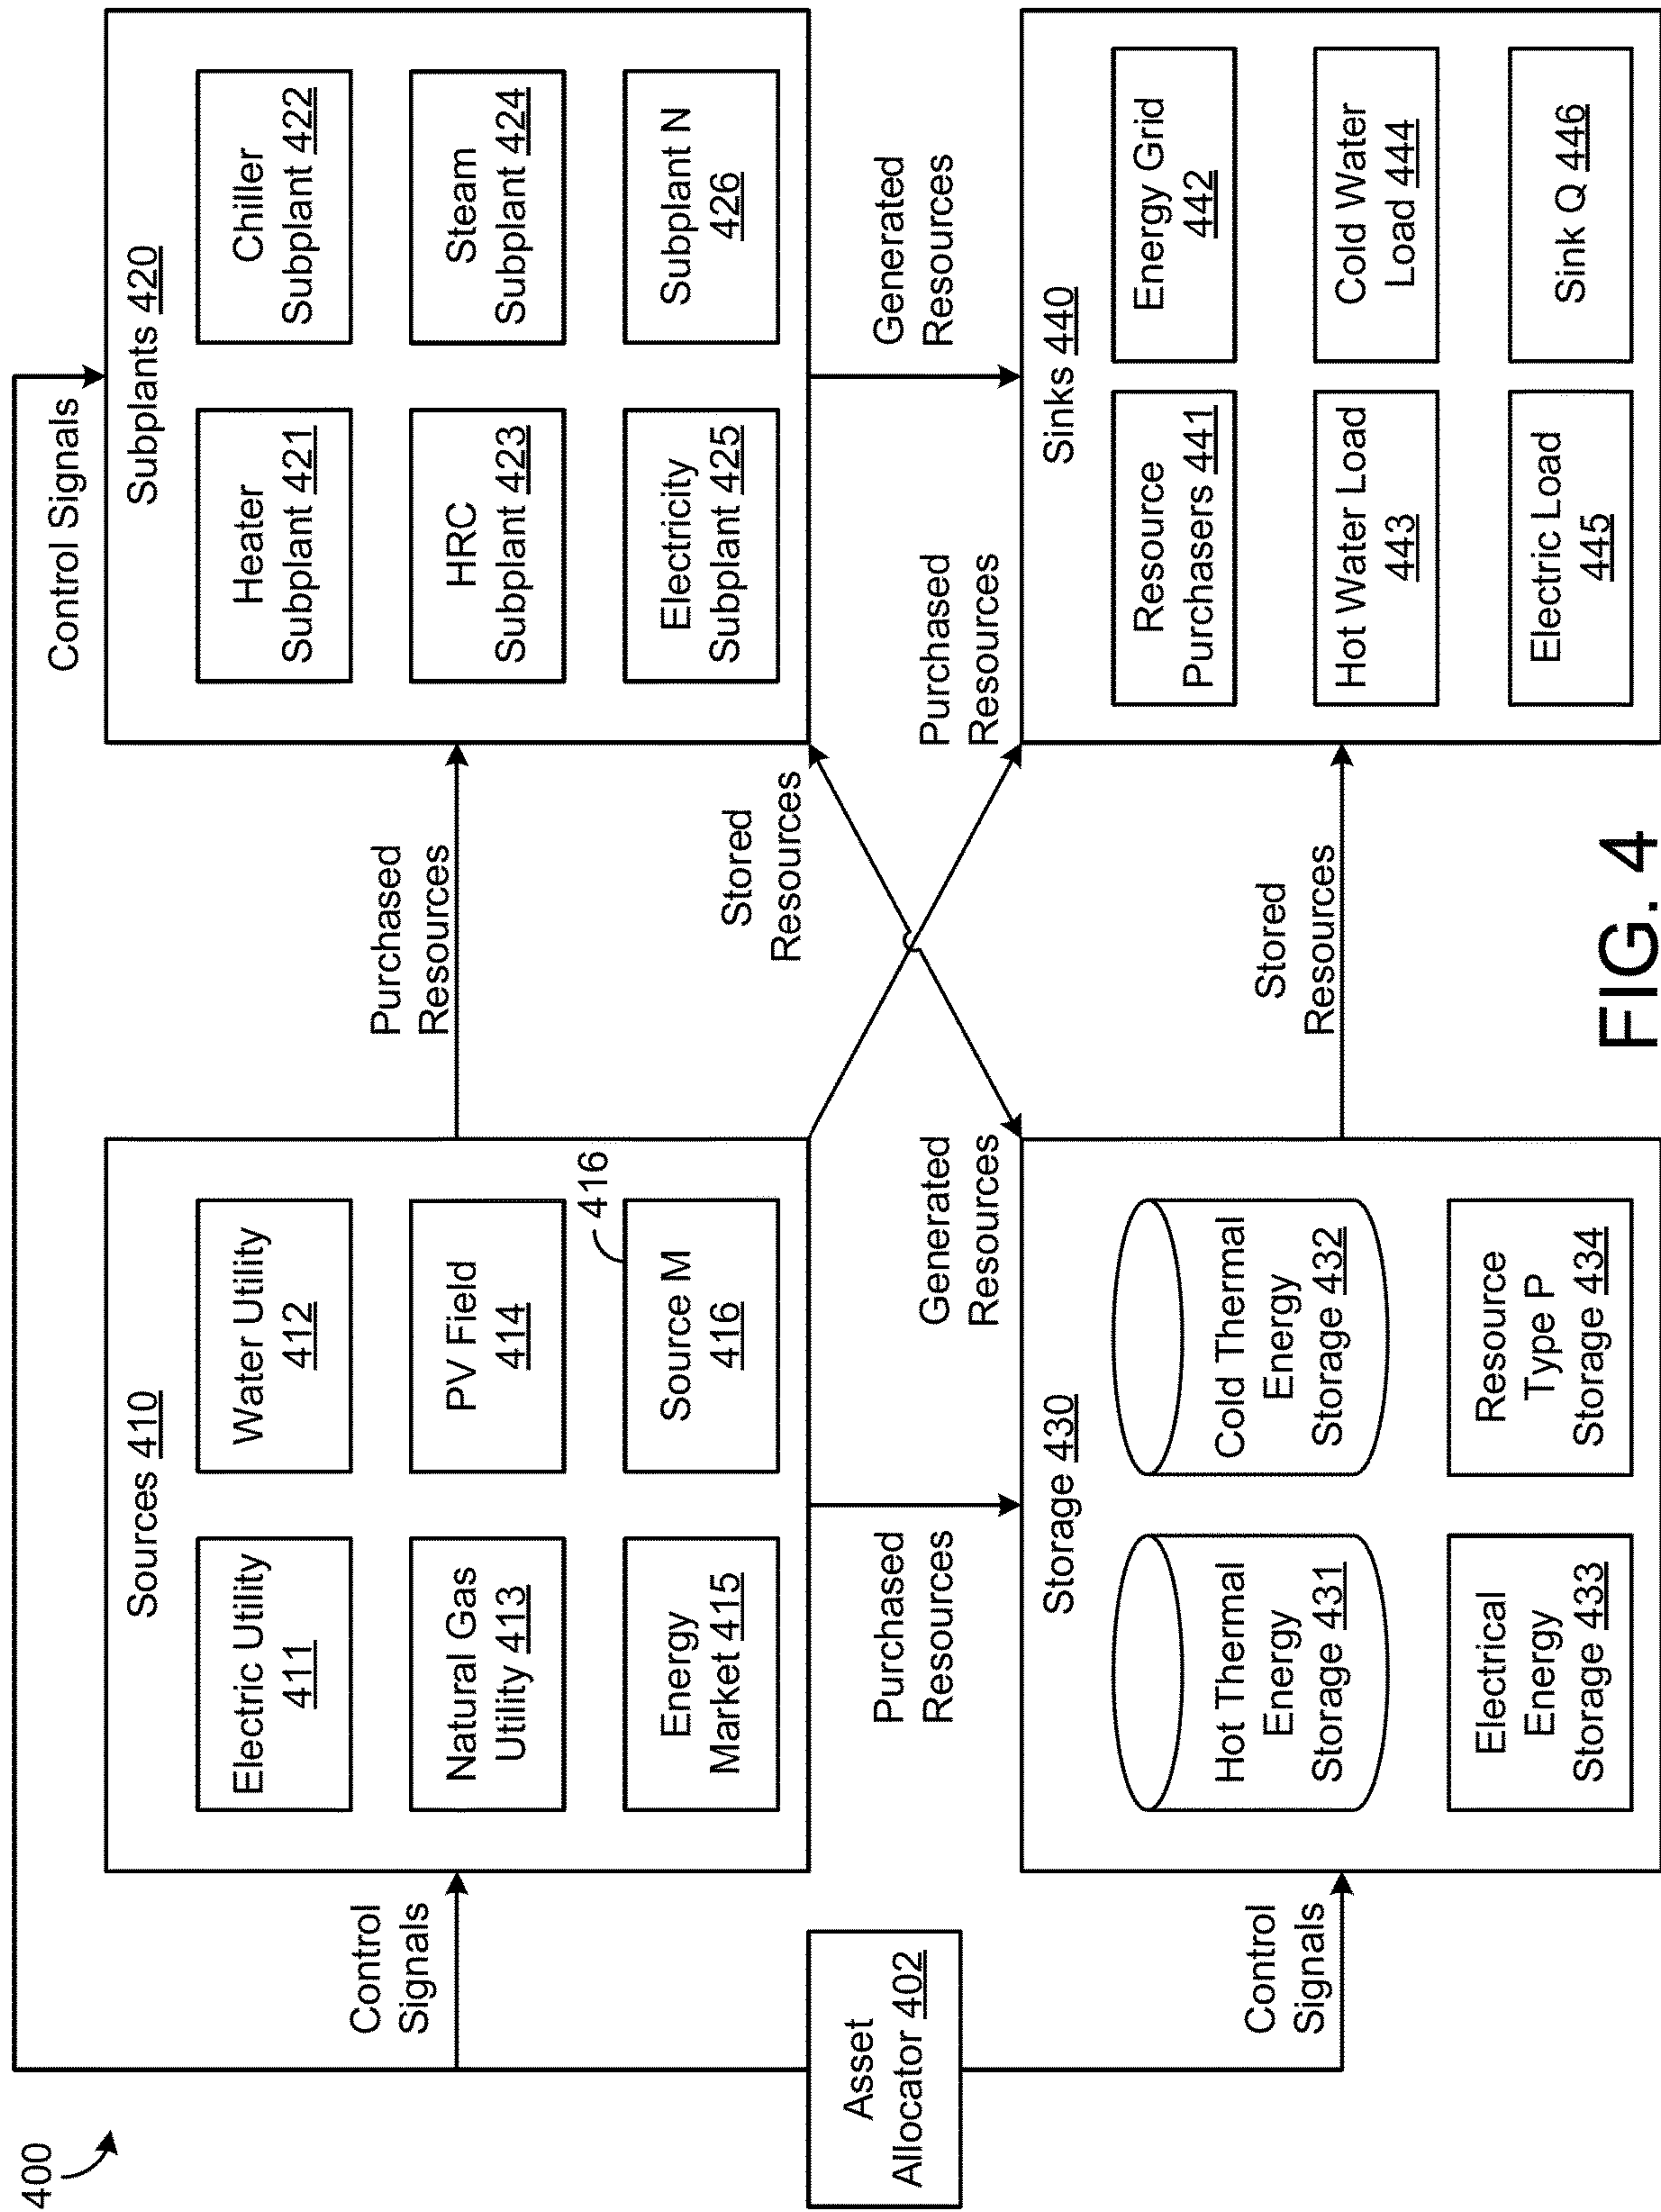 400
Control Signals
Asset
Allocator 402
Control
Signals
Control
Signals
Sources 410
Electric Utility
411
Water Utility
412
Natural Gas
Utility 413
PV Field
414
Energy
Market 415
Source M
416
416
Purchased
Resources
Subplants 420
Heater
Subplant 421
Chiller
Subplant 422
HRC
Subplant 423
Steam
Subplant 424
Electricity
Subplant 425
Subplant N
426
Purchased
Resources
Generated
Resources
Stored
Resources
Purchased
Resources
Generated
Resources
Storage 430
Hot Thermal
Energy
Storage 431
Cold Thermal
Energy
Storage 432
Electrical
Energy
Storage 433
Resource
Type P
Storage 434
Stored
Resources
Sinks 440
Resource
Purchasers 441
Energy Grid
442
Hot Water Load
443
Cold Water
Load 444
Electric Load
445
Sink Q 446
FIG. 4